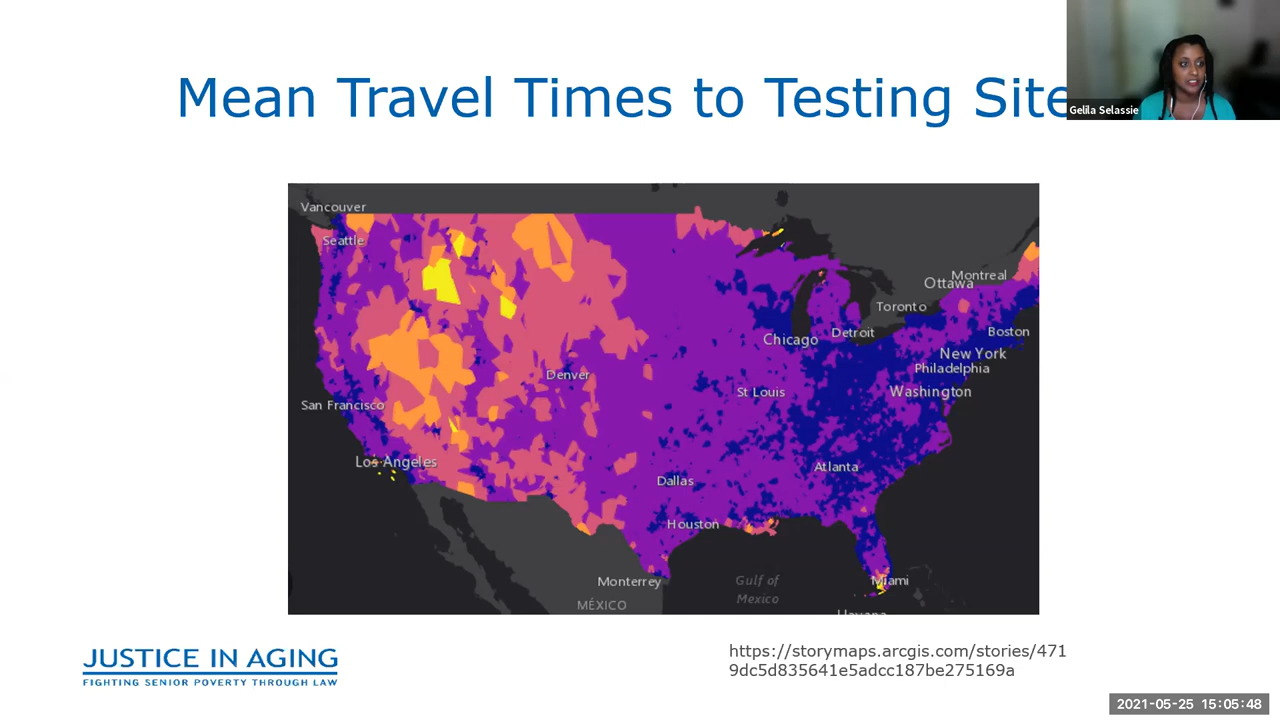 Mean Travel Times to Testing Site
Gelila Selassie
Vancouver
Seattle
Montreal
Ottawa
Toronto
Boston
Detroit
Chicago
New York
Philadelphia
Denver
St Louis
Washington
San Francisco
Los Angeles
Atlanta
Dallas
Houston
Monterrey
Gulf of
Mexico
Miami
MÉXICO
Havana
JUSTICE IN AGING
FIGHTING SENIOR POVERTY THROUGH LAW
https://storymaps.arcgis.com/stories/471
9dc5d835641e5adcc187be275169a
2021-05-25 15:05:48